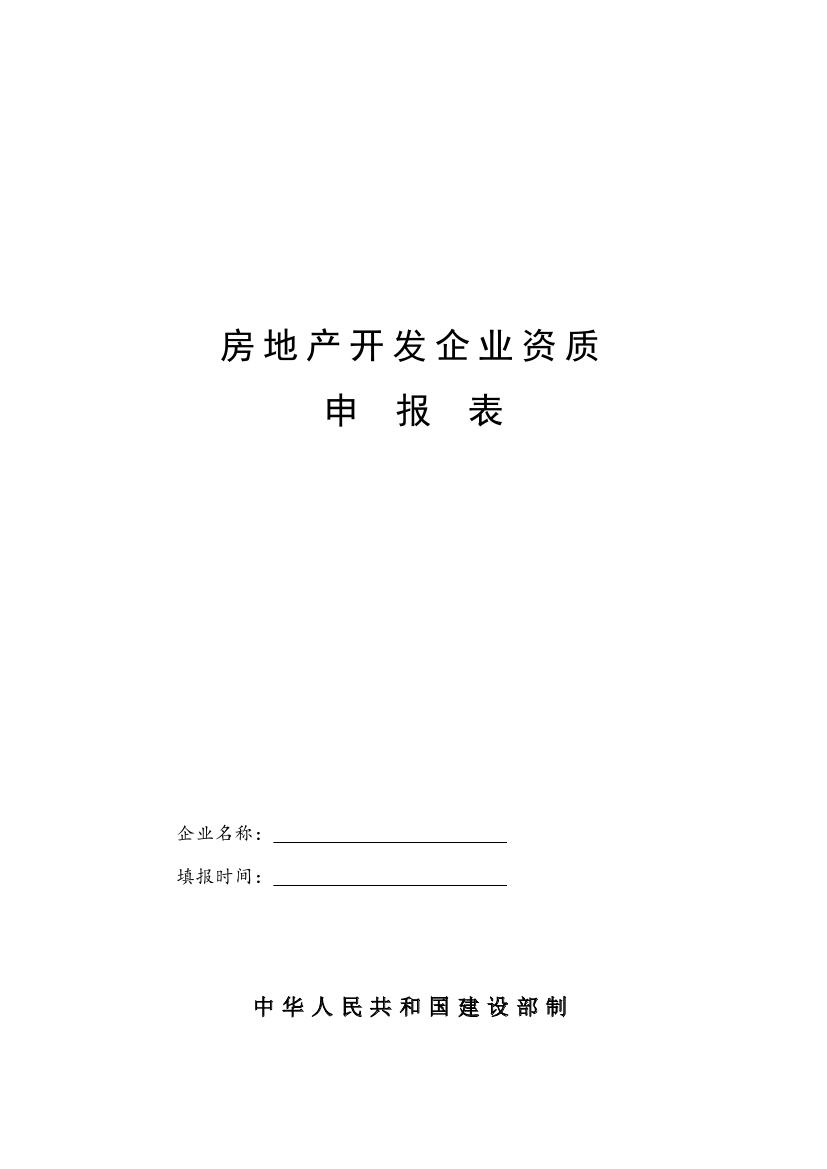 房地产开发企业资质
申 报 表
企业名称：
填报时间：
中华人民共和国建设部制